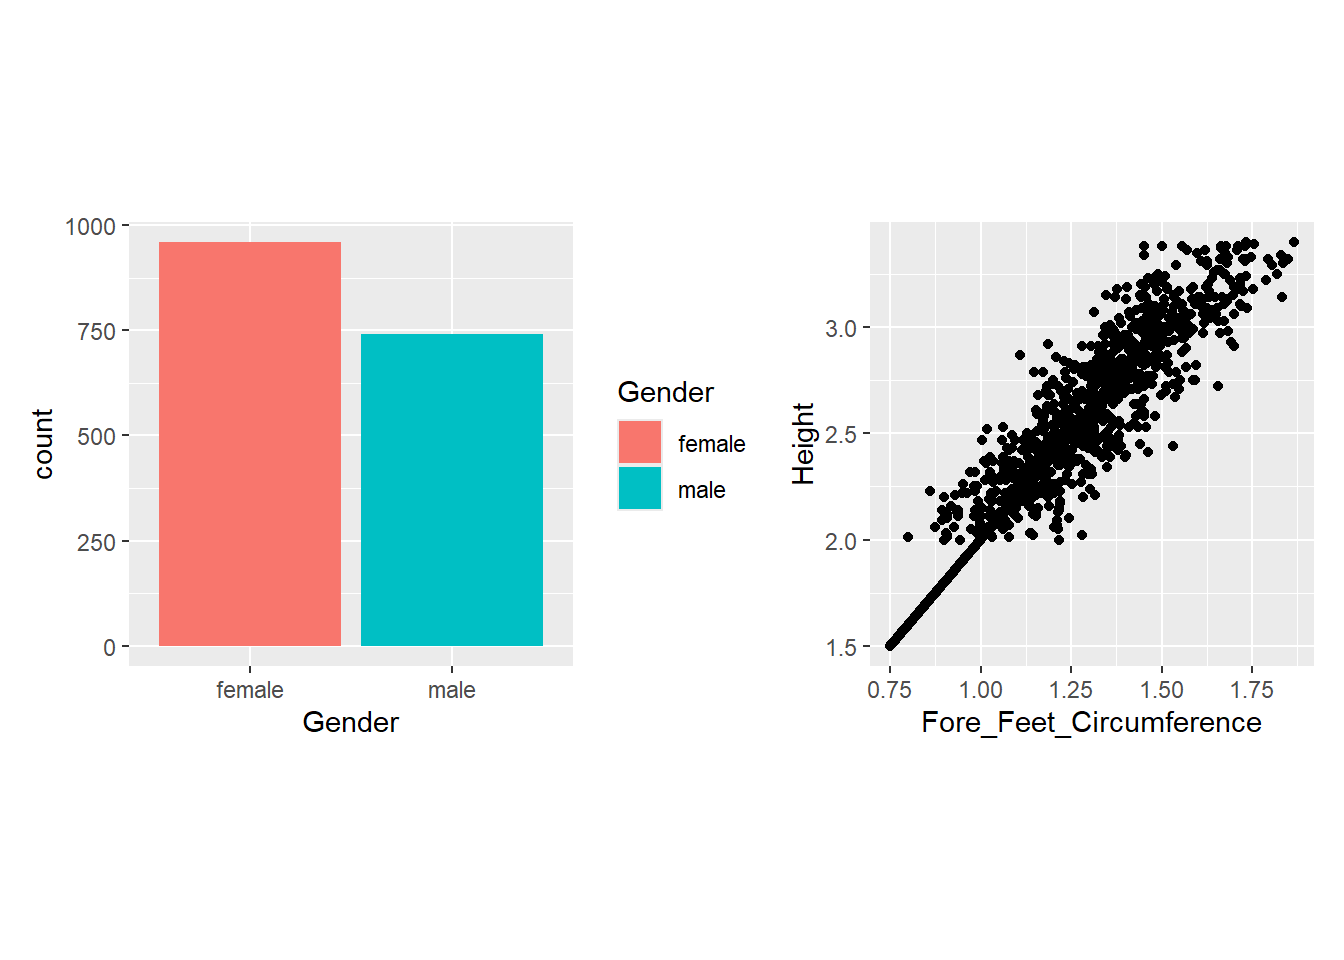 1000
750
500
250
0
count
female
male
Gender
Gender
female
male
3.0
2.5
2.0
1.5
Height
0.75 1.00 1.25 1.50 1.75
Fore_Feet_Circumference